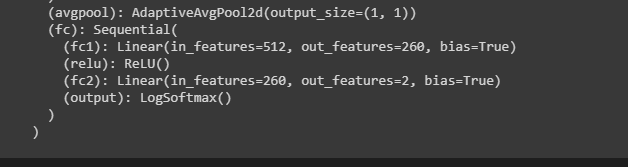 (avgpool): AdaptiveAvgPool2d(output_size=(1, 1))
(fc): Sequential(
(fc1): Linear(in_features=512, out_features=260, bias=True)
(relu): ReLU()
(fc2): Linear(in_features=260, out_features=2, bias=True)
(output): LogSoftmax()
)
)